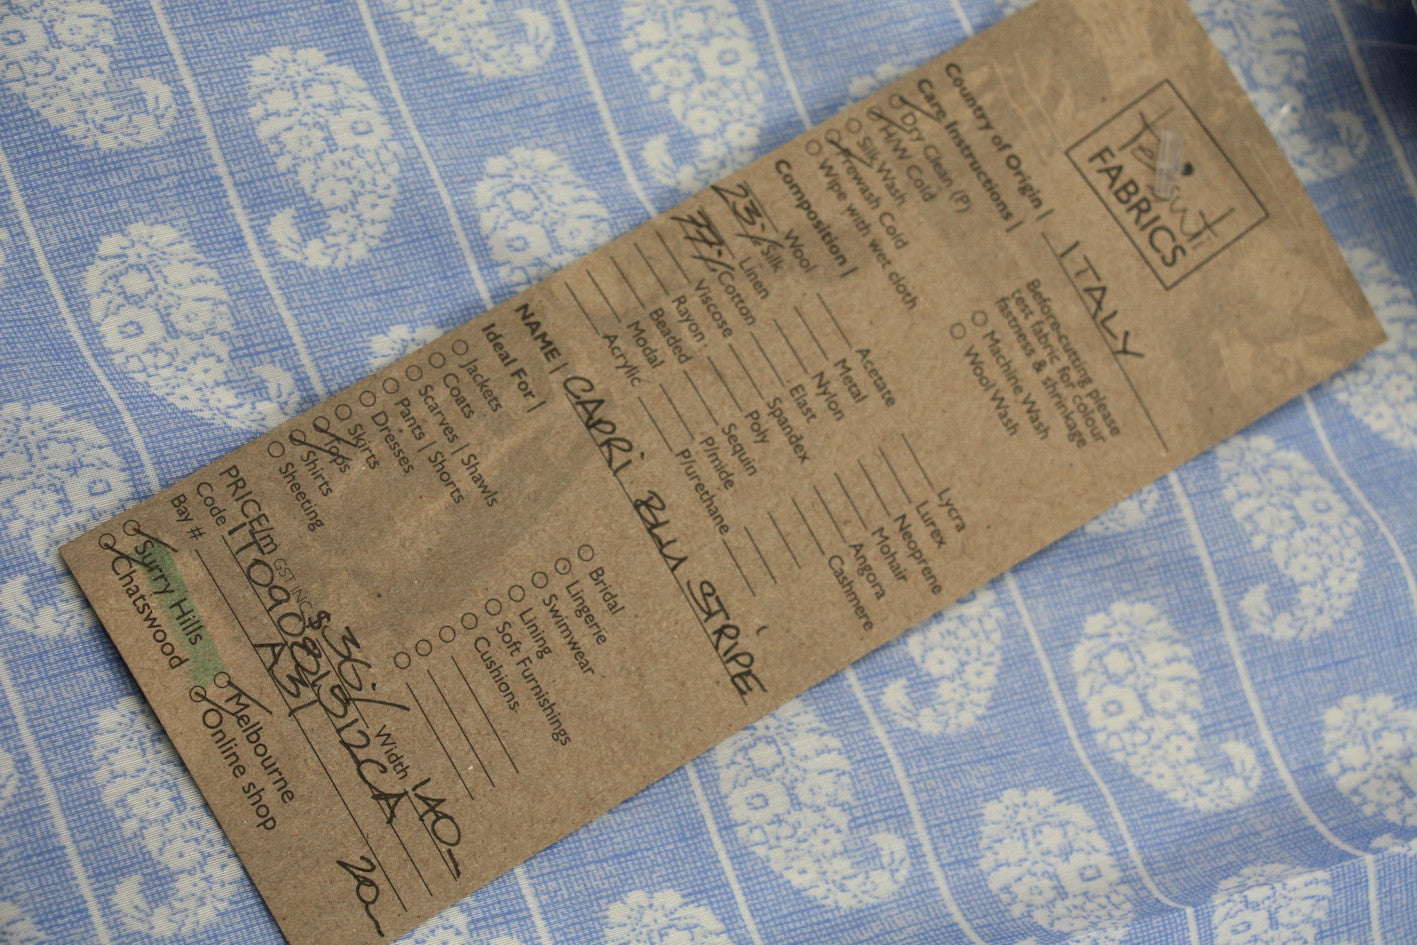 Tessuti
FABRICS
Country of Origin | ITALY
Care Instructions |
Dry Clean (P)
H/W Cold
Silk Wash
Prewash Cold
Wipe with wet cloth
Before cutting please
test fabric for colour
fastness & shrinkage
Machine Wash
Wool Wash
Composition |
Wool Acetate Lycra
23% Silk Metal Lurex
Linen Nylon Neoprene
77% Cotton Elast Mohair
Viscose Spandex Angora
Rayon Poly Cashmere
Beaded Sequin
Modal P/mide
Acrylic P/urethane
NAME | CAPRI BLU STRIPE
Ideal For |
Jackets Bridal
Coats Lingerie
Scarves | Shawls Swimwear
Pants | Shorts Lining
Dresses Soft Furnishings
Skirts Cushions
Tops
Shirts
Sheeting
PRICE/m GST INC $36 Width 140-
Code
Bay # A31 20
Surry Hills Melbourne
Chatswood Online shop